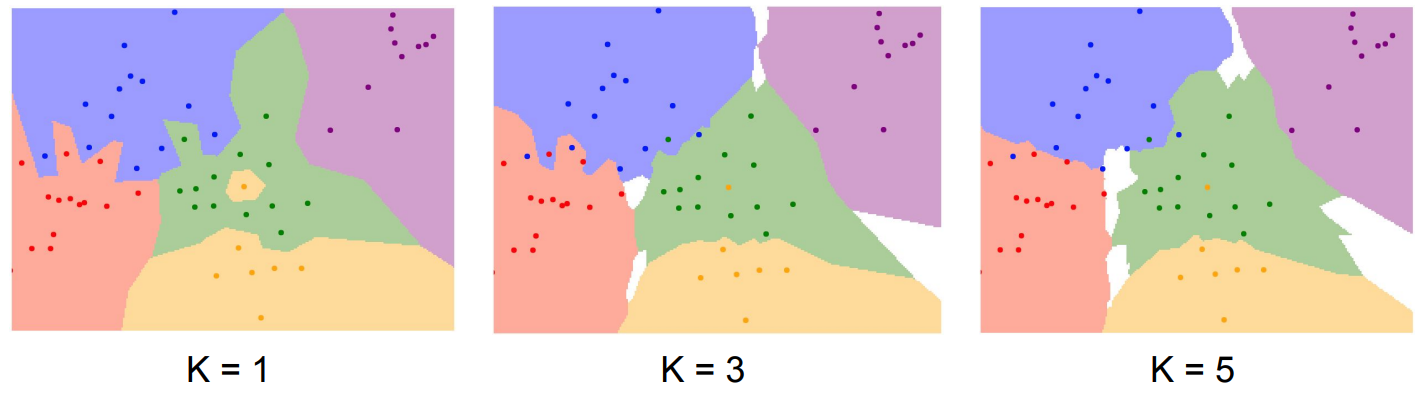 K = 1
K = 3
K = 5